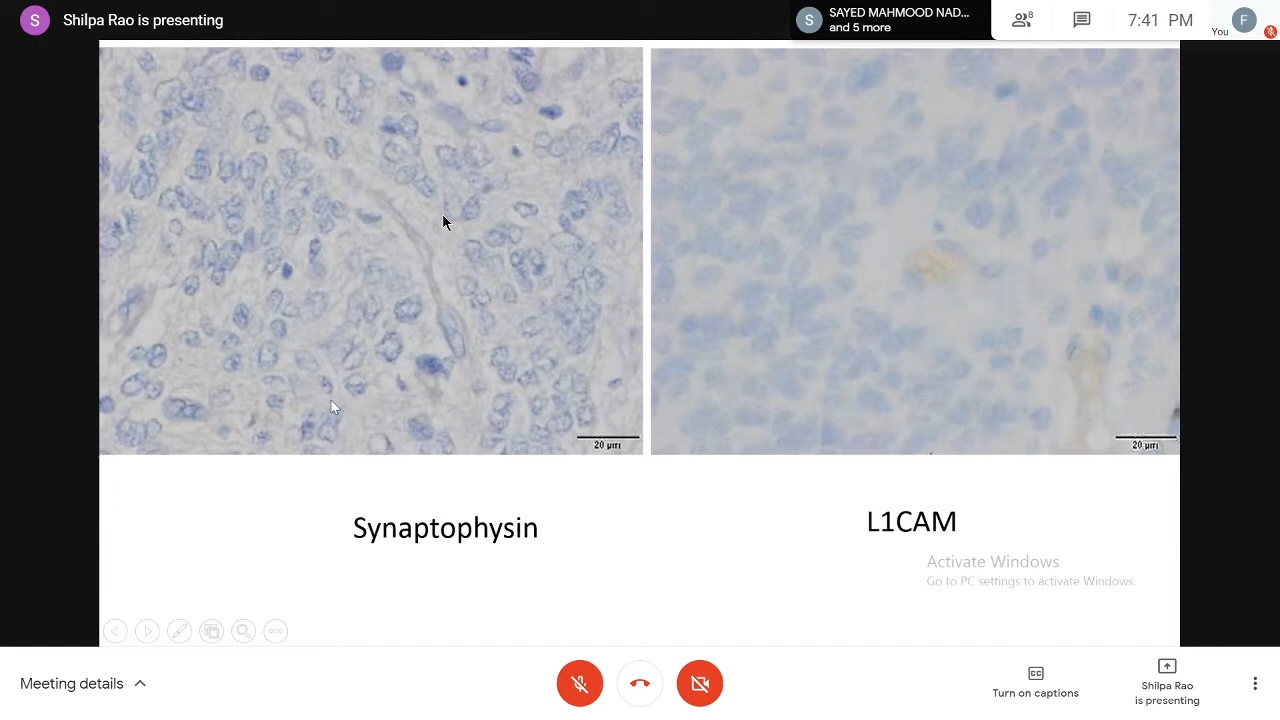 S
Shilpa Rao is presenting
S
SAYED MAHMOOD NAD...
and 5 more
8
7:41 PM
You
F
20 µm
20 µm
Synaptophysin
L1CAM
Activate Windows
Go to PC settings to activate Windows.
Meeting details
CC
Turn on captions
Shilpa Rao
is presenting